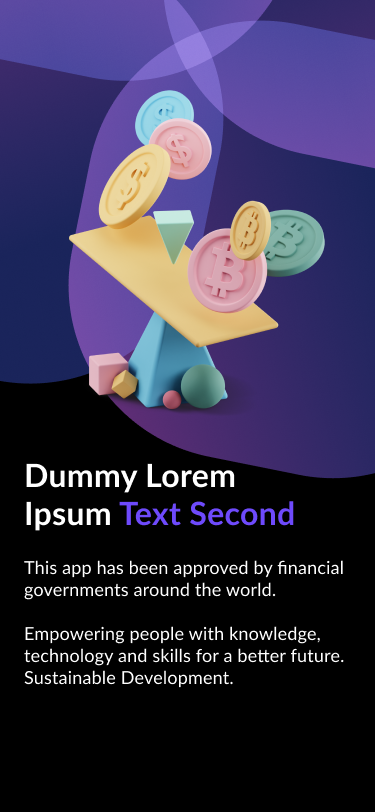 Dummy Lorem
Ipsum Text Second
This app has been approved by financial
governments around the world.
Empowering people with knowledge,
technology and skills for a better future.
Sustainable Development.